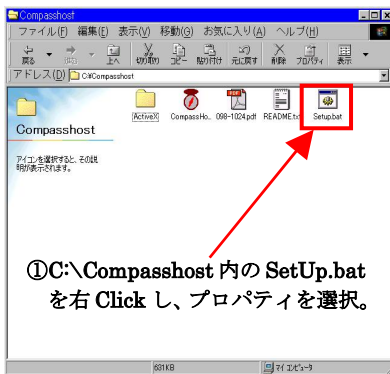 Compasshost
ファイル(F) 編集(E) 表示(V) 移動(G) お気に入り(A) ヘルプ(H)
戻る 進む 上へ 切り取り コピー 貼り付け 元に戻す 削除 プロパティ 表示
アドレス(D) C:\Compasshost
ActiveX CompassHo... 098-1024.pdf README.txt Setup.bat
Compasshost
アイコンを選択すると、その説
明が表示されます。
①C:\Compasshost 内の SetUp.bat
を右 Click し、プロパティを選択。
631KB マイ コンピュータ